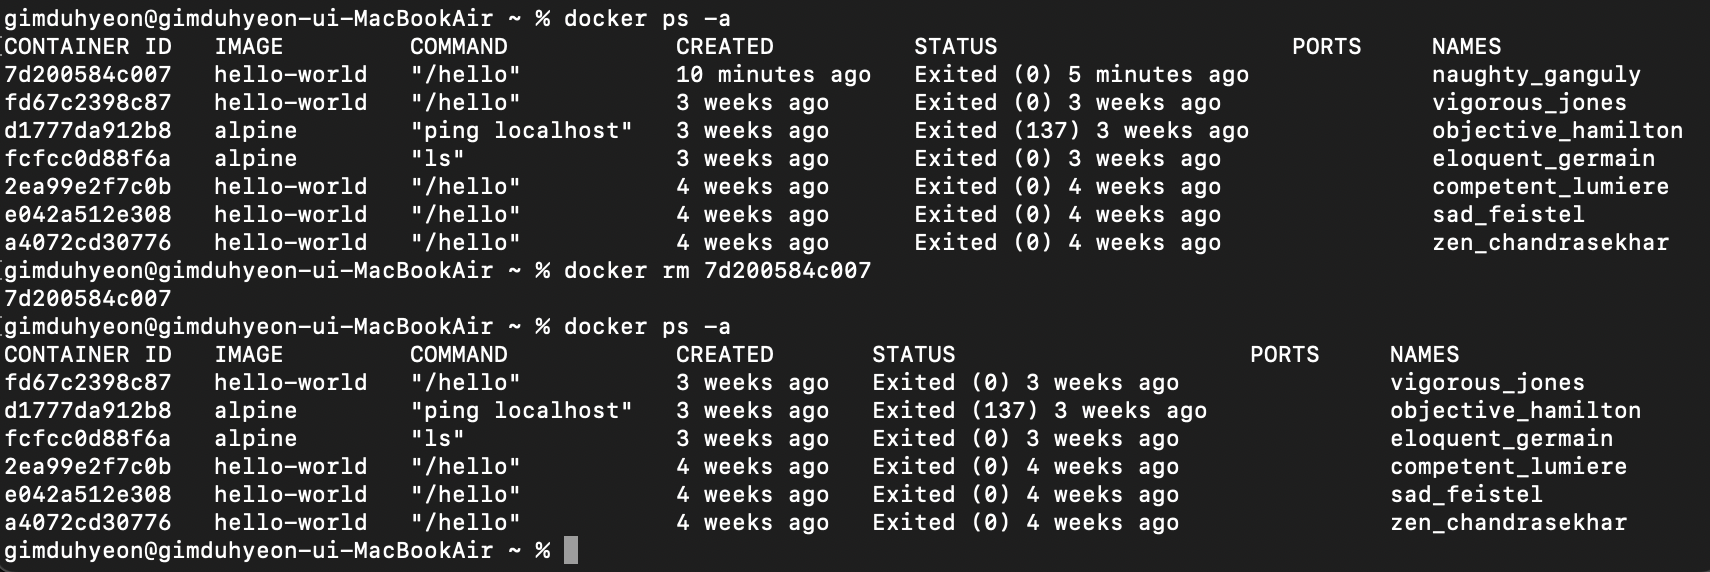 gimduhyeon@gimduhyeon-ui-MacBookAir ~ % docker ps -a
CONTAINER ID   IMAGE         COMMAND            CREATED          STATUS                     PORTS     NAMES
7d200584c007   hello-world   "/hello"           10 minutes ago   Exited (0) 5 minutes ago             naughty_ganguly
fd67c2398c87   hello-world   "/hello"           3 weeks ago      Exited (0) 3 weeks ago               vigorous_jones
d1777da912b8   alpine        "ping localhost"   3 weeks ago      Exited (137) 3 weeks ago             objective_hamilton
fcfcc0d88f6a   alpine        "ls"               3 weeks ago      Exited (0) 3 weeks ago               eloquent_germain
2ea99e2f7c0b   hello-world   "/hello"           4 weeks ago      Exited (0) 4 weeks ago               competent_lumiere
e042a512e308   hello-world   "/hello"           4 weeks ago      Exited (0) 4 weeks ago               sad_feistel
a4072cd30776   hello-world   "/hello"           4 weeks ago      Exited (0) 4 weeks ago               zen_chandrasekhar
gimduhyeon@gimduhyeon-ui-MacBookAir ~ % docker rm 7d200584c007
7d200584c007
gimduhyeon@gimduhyeon-ui-MacBookAir ~ % docker ps -a
CONTAINER ID   IMAGE         COMMAND            CREATED       STATUS                     PORTS     NAMES
fd67c2398c87   hello-world   "/hello"           3 weeks ago   Exited (0) 3 weeks ago               vigorous_jones
d1777da912b8   alpine        "ping localhost"   3 weeks ago   Exited (137) 3 weeks ago             objective_hamilton
fcfcc0d88f6a   alpine        "ls"               3 weeks ago   Exited (0) 3 weeks ago               eloquent_germain
2ea99e2f7c0b   hello-world   "/hello"           4 weeks ago   Exited (0) 4 weeks ago               competent_lumiere
e042a512e308   hello-world   "/hello"           4 weeks ago   Exited (0) 4 weeks ago               sad_feistel
a4072cd30776   hello-world   "/hello"           4 weeks ago   Exited (0) 4 weeks ago               zen_chandrasekhar
gimduhyeon@gimduhyeon-ui-MacBookAir ~ %